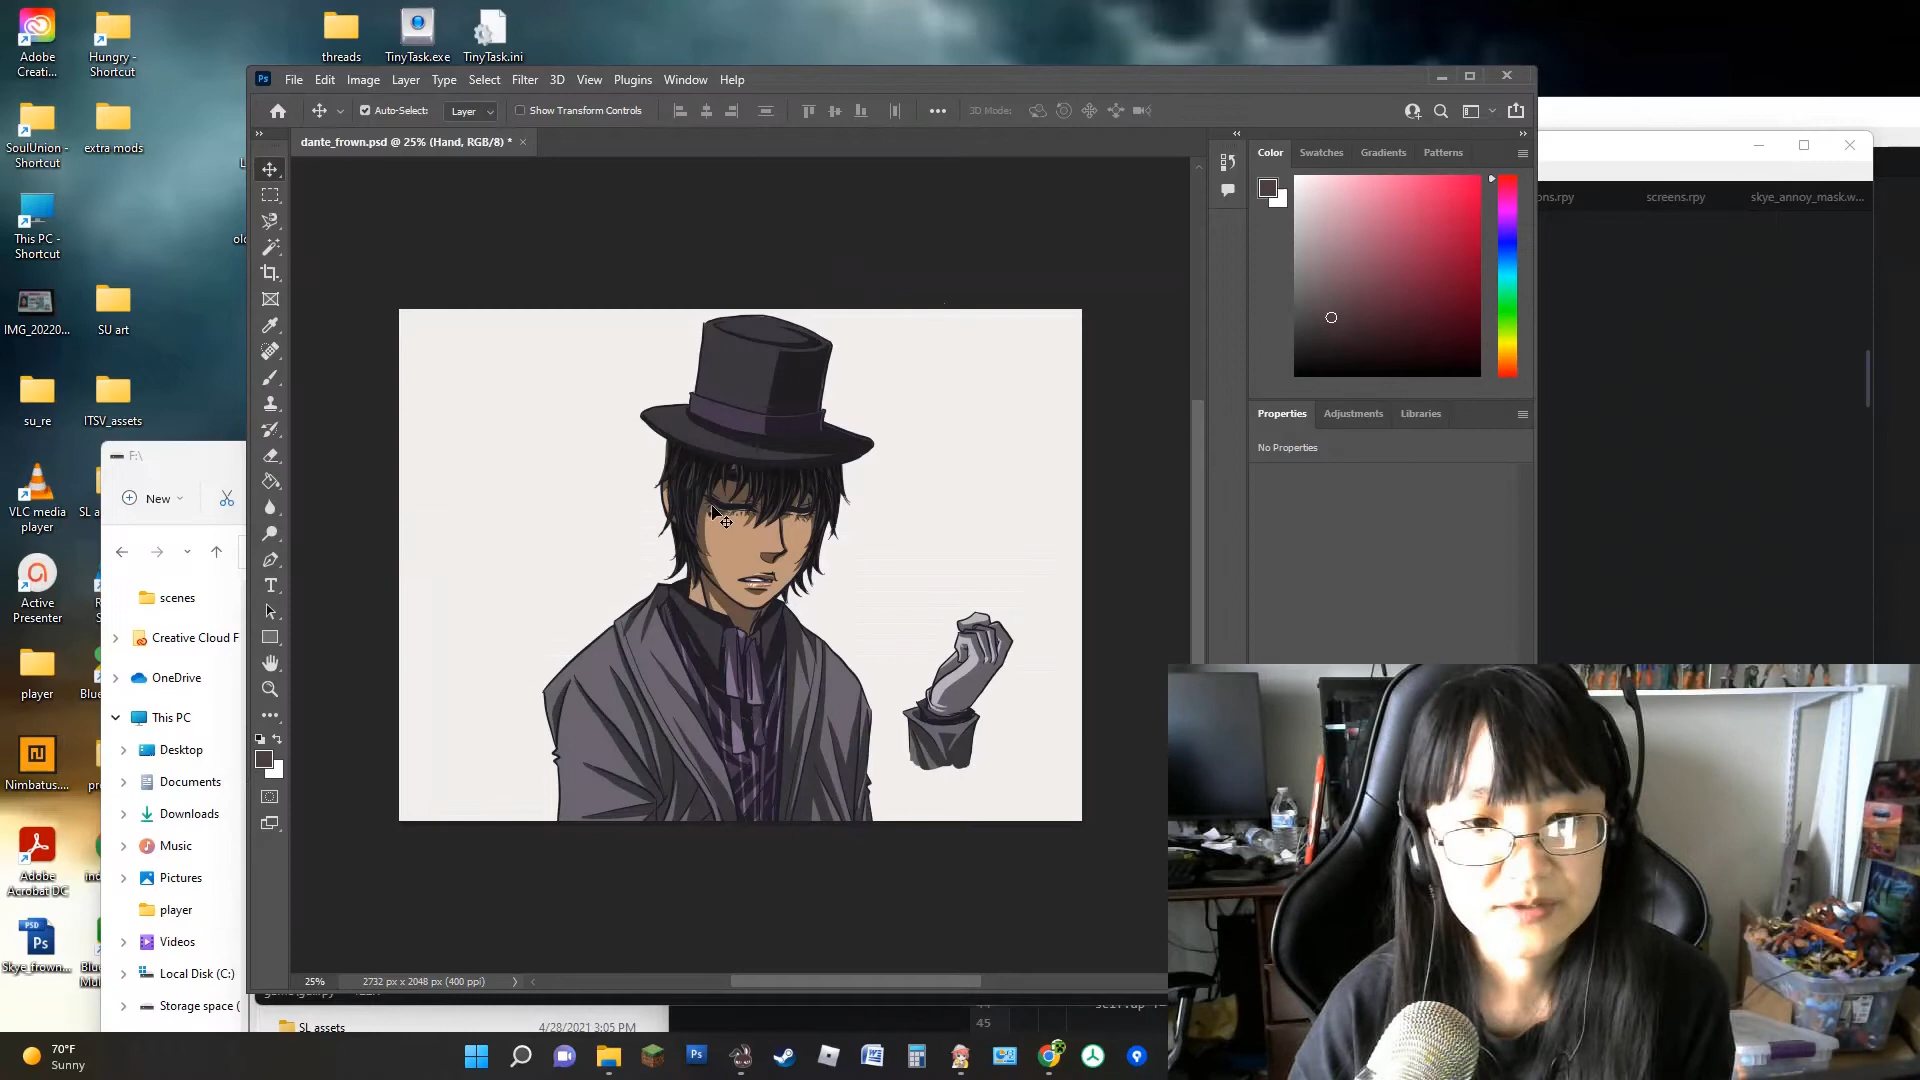 Adobe Creati...
Hungry - Shortcut
threads
TinyTask.exe
TinyTask.ini
File Edit Image Layer Type Select Filter 3D View Plugins Window Help
Auto-Select: Layer Show Transform Controls 3D Mode:
dante_frown.psd @ 25% (Hand, RGB/8) *
Color Swatches Gradients Patterns
ons.rpy screens.rpy skye_annoy_mask.w...
SoulUnion - Shortcut
extra mods
This PC - Shortcut
IMG_20220...
SU art
su_re
ITSV_assets
Properties Adjustments Libraries
No Properties
F:\
New
VLC media player
SL a
Active Presenter
player
Nimbatus....
Adobe Acrobat DC
Skye_frown...
scenes
Creative Cloud F
OneDrive
This PC
Desktop
Documents
Downloads
Music
Pictures
player
Videos
Local Disk (C:)
Storage space (
25% 2732 px x 2048 px (400 ppi)
SL assets 4/28/2021 3:05 PM
45
70°F
Sunny